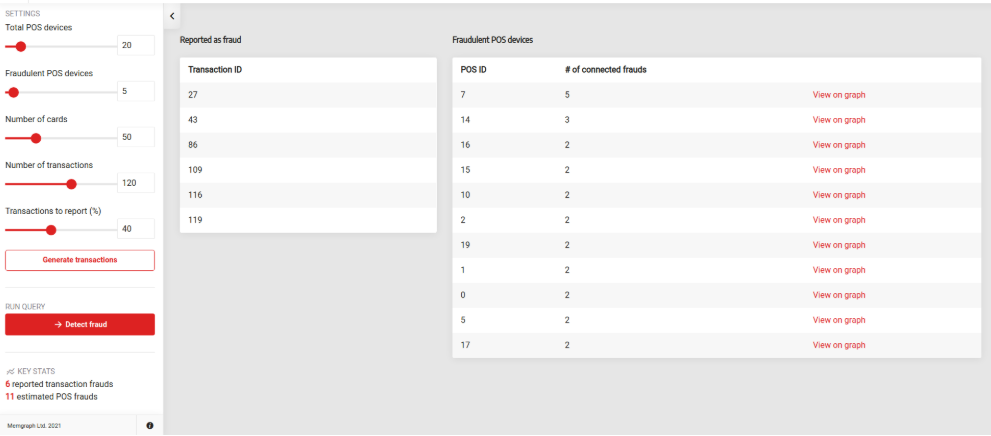 SETTINGS
Total POS devices
20
Fraudulent POS devices
5
Number of cards
50
Number of transactions
120
Transactions to report (%)
40
Generate transactions
RUN QUERY
→ Detect fraud
KEY STATS
6 reported transaction frauds
11 estimated POS frauds
Memgraph Ltd. 2021
Reported as fraud
Transaction ID
27
43
86
109
116
119
Fraudulent POS devices
POS ID # of connected frauds
7 5 View on graph
14 3 View on graph
16 2 View on graph
15 2 View on graph
10 2 View on graph
2 2 View on graph
19 2 View on graph
1 2 View on graph
0 2 View on graph
5 2 View on graph
17 2 View on graph